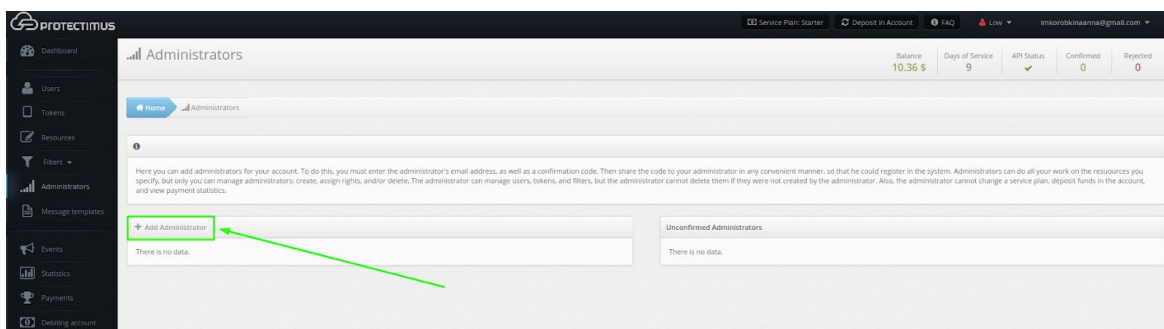 PROTECTIMUS
Service Plan: Starter
Deposit in Account
FAQ
Low
imkorobkinaanna@gmail.com
Dashboard
Users
Tokens
Resources
Filters
Administrators
Message templates
Events
Statistics
Payments
Debiting account
Administrators
Balance
10.36 $
Days of Service
9
API Status
Confirmed
0
Rejected
0
Home
Administrators
Here you can add administrators for your account. To do this, you must enter the administrator's email address, as well as a confirmation code. Then share the code to your administrator in any convenient manner, so that he could register in the system. Administrators can do all your work on the resuources you
specify, but only you can manage administrators: create, assign rights, and/or delete. The administrator can manage users, tokens, and filters, but the administrator cannot delete them if they were not created by the administrator. Also, the administrator cannot change a service plan, deposit funds in the account,
and view payment statistics.
+ Add Administrator
There is no data.
Unconfirmed Administrators
There is no data.